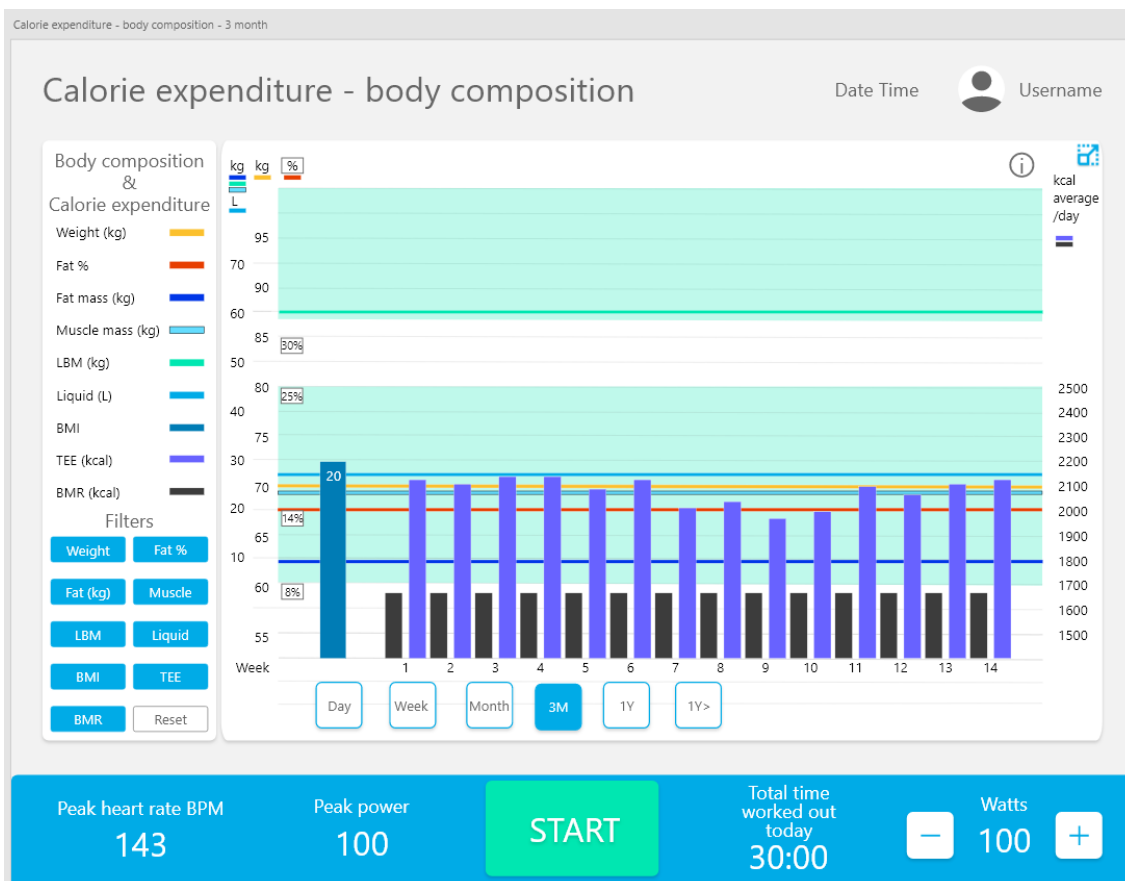 Calorie expenditure - body composition - 3 month
Calorie expenditure - body composition
Date Time
Username
Body composition
&
Calorie expenditure
Weight (kg)
Fat %
Fat mass (kg)
Muscle mass (kg)
LBM (kg)
Liquid (L)
BMI
TEE (kcal)
BMR (kcal)
Filters
Weight Fat %
Fat (kg) Muscle
LBM Liquid
BMI TEE
BMR Reset
kg kg %
L
i
kcal
average
/day
95
70
90
60
85
30%
50
80
25%
40
75
30
70
20
14%
65
10
60
8%
55
20
2500
2400
2300
2200
2100
2000
1900
1800
1700
1600
1500
Week 1 2 3 4 5 6 7 8 9 10 11 12 13 14
Day Week Month 3M 1Y 1Y>
Peak heart rate BPM
143
Peak power
100
START
Total time
worked out
today
30:00
−
Watts
100
+